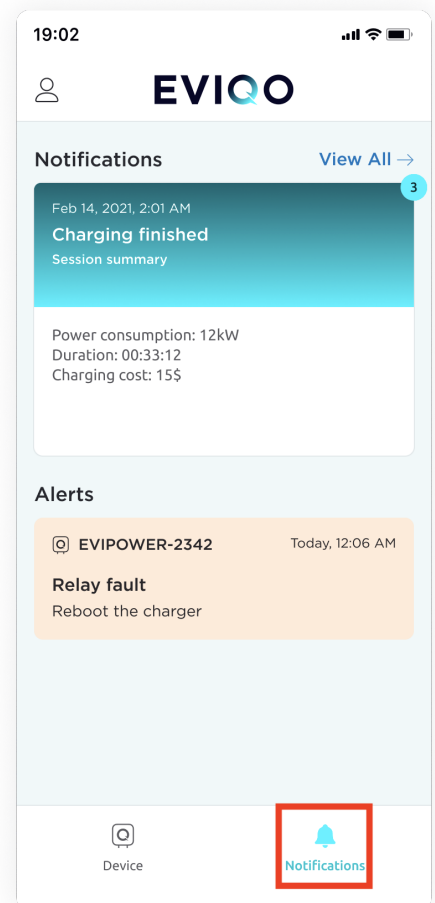 19:02
EVIQO
Notifications
View All →
3
Feb 14, 2021, 2:01 AM
Charging finished
Session summary
Power consumption: 12kW
Duration: 00:33:12
Charging cost: 15$
Alerts
EVIPOWER-2342
Today, 12:06 AM
Relay fault
Reboot the charger
Device
Notifications